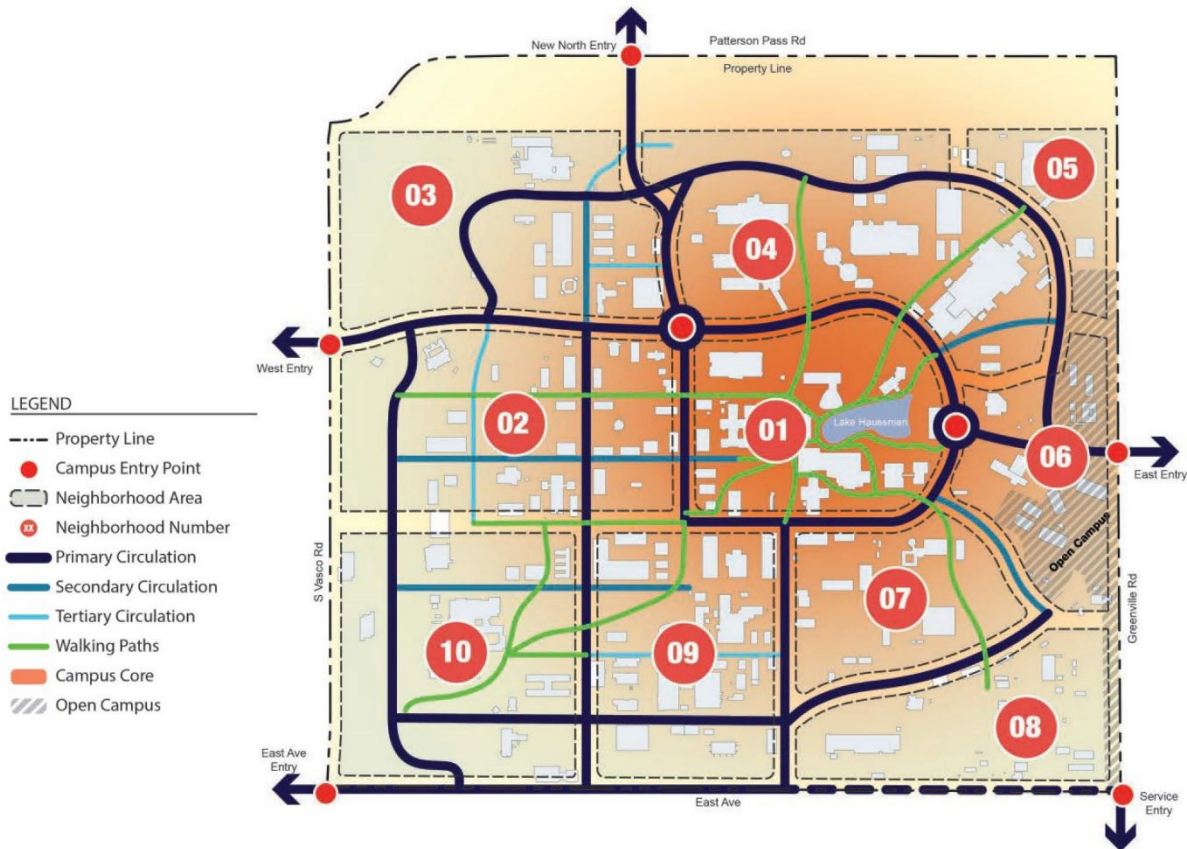 New North Entry
Patterson Pass Rd
Property Line
03
05
04
West Entry
02
01
Lake Haussman
06
East Entry
Open Campus
S Vasco Rd
Greenville Rd
07
10
09
08
East Ave
Entry
East Ave
Service
Entry
LEGEND
Property Line
Campus Entry Point
Neighborhood Area
XX Neighborhood Number
Primary Circulation
Secondary Circulation
Tertiary Circulation
Walking Paths
Campus Core
Open Campus